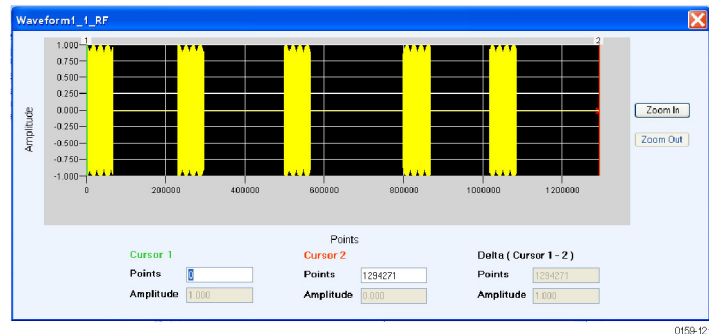 Waveform1_1_RF
1
2
1.000
0.750
0.500
0.250
0.000
-0.250
-0.500
-0.750
-1.000
Amplitude
0 200000 400000 600000 800000 1000000 1200000
Zoom In
Zoom Out
Points
Cursor 1 Cursor 2 Delta ( Cursor 1 - 2 )
Points 0 Points 1294271 Points 1294271
Amplitude 1.000 Amplitude 0.000 Amplitude 1.000
0159-12